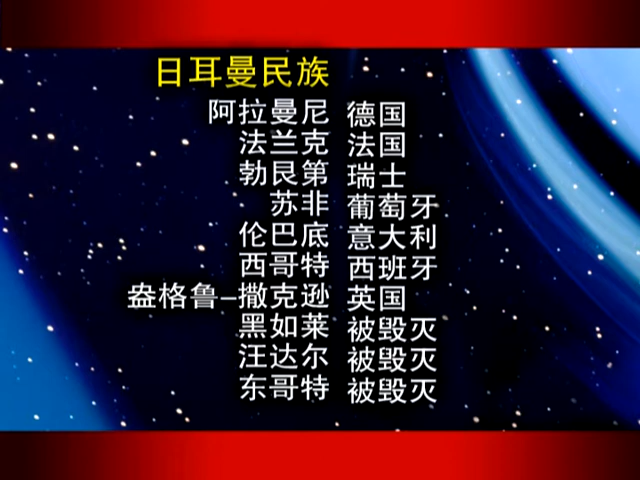 日耳曼民族
阿拉曼尼 德国
法兰克 法国
勃艮第 瑞士
苏非 葡萄牙
伦巴底 意大利
西哥特 西班牙
盎格鲁–撒克逊 英国
黑如莱 被毁灭
汪达尔 被毁灭
东哥特 被毁灭